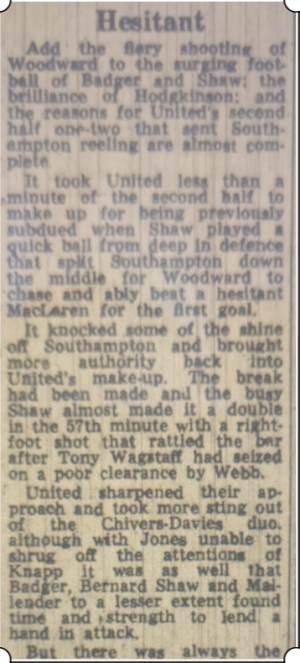 Hesitant
Add the fiery shooting of
Woodward to the surging foot-
ball of Badger and Shaw; the
brilliance of Hodgkinson; and
the reasons for United's second
half one-two that sent South-
ampton reeling are almost com-
plete.
It took United less than a
minute of the second half to
make up for being previously
subdued when Shaw played a
quick ball from deep in defence
that split Southampton down
the middle for Woodward to
chase and ably beat a hesitant
MacLaren for the first goal.
It knocked some of the shine
off Southampton and brought
more authority back into
United's make-up. The break
had been made and the busy
Shaw almost made it a double
in the 57th minute with a right-
foot shot that rattled the bar
after Tony Wagstaff had seized
on a poor clearance by Webb.
United sharpened their ap-
proach and took more sting out
of the Chivers-Davies duo,
although with Jones unable to
shrug off the attentions of
Knapp it was as well that
Badger, Bernard Shaw and Mal-
lender to a lesser extent found
time and strength to lend a
hand in attack.
But there was always the